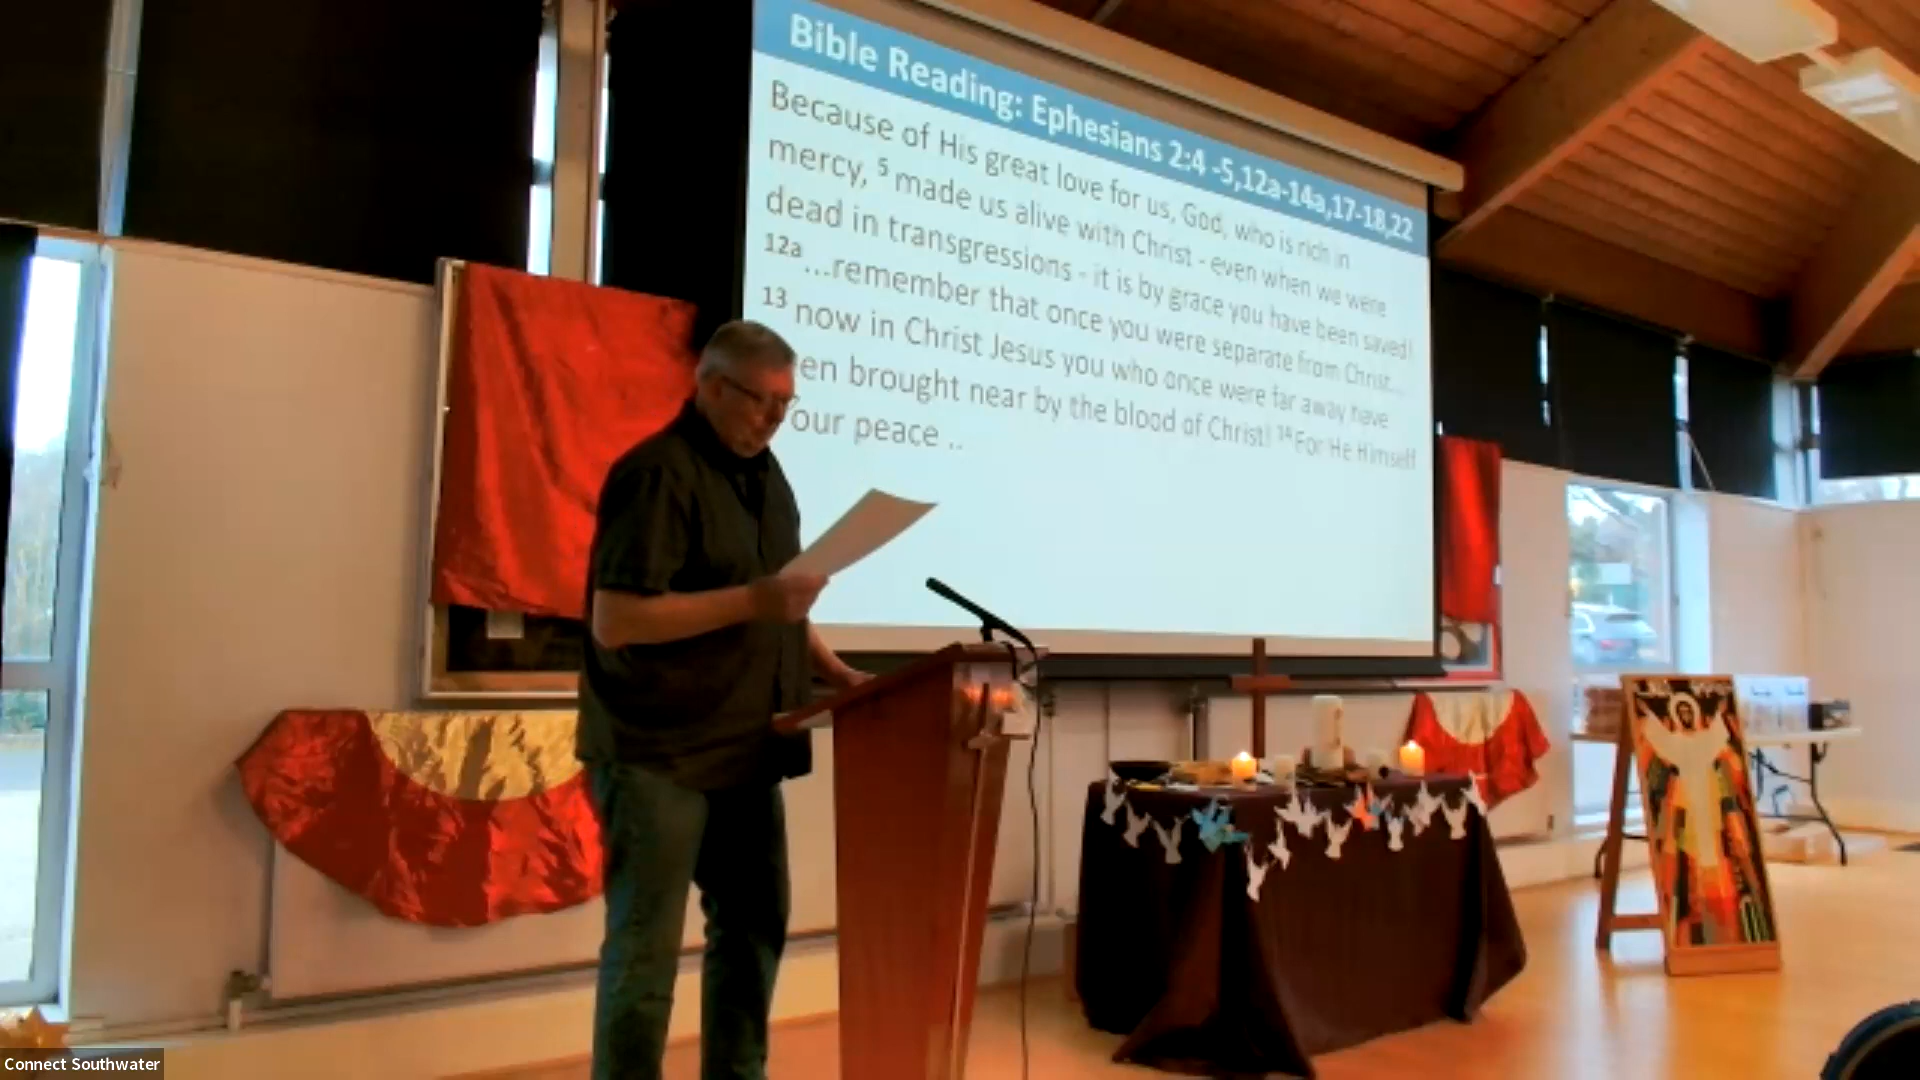 Bible Reading: Ephesians 2:4 -5,12a-14a,17-18,22
Because of His great love for us, God, who is rich in
mercy, 5 made us alive with Christ - even when we were
dead in transgressions - it is by grace you have been saved!
12a ...remember that once you were separate from Christ...
13 now in Christ Jesus you who once were far away have
en brought near by the blood of Christ! 14 For He Himself
our peace ..
Connect Southwater